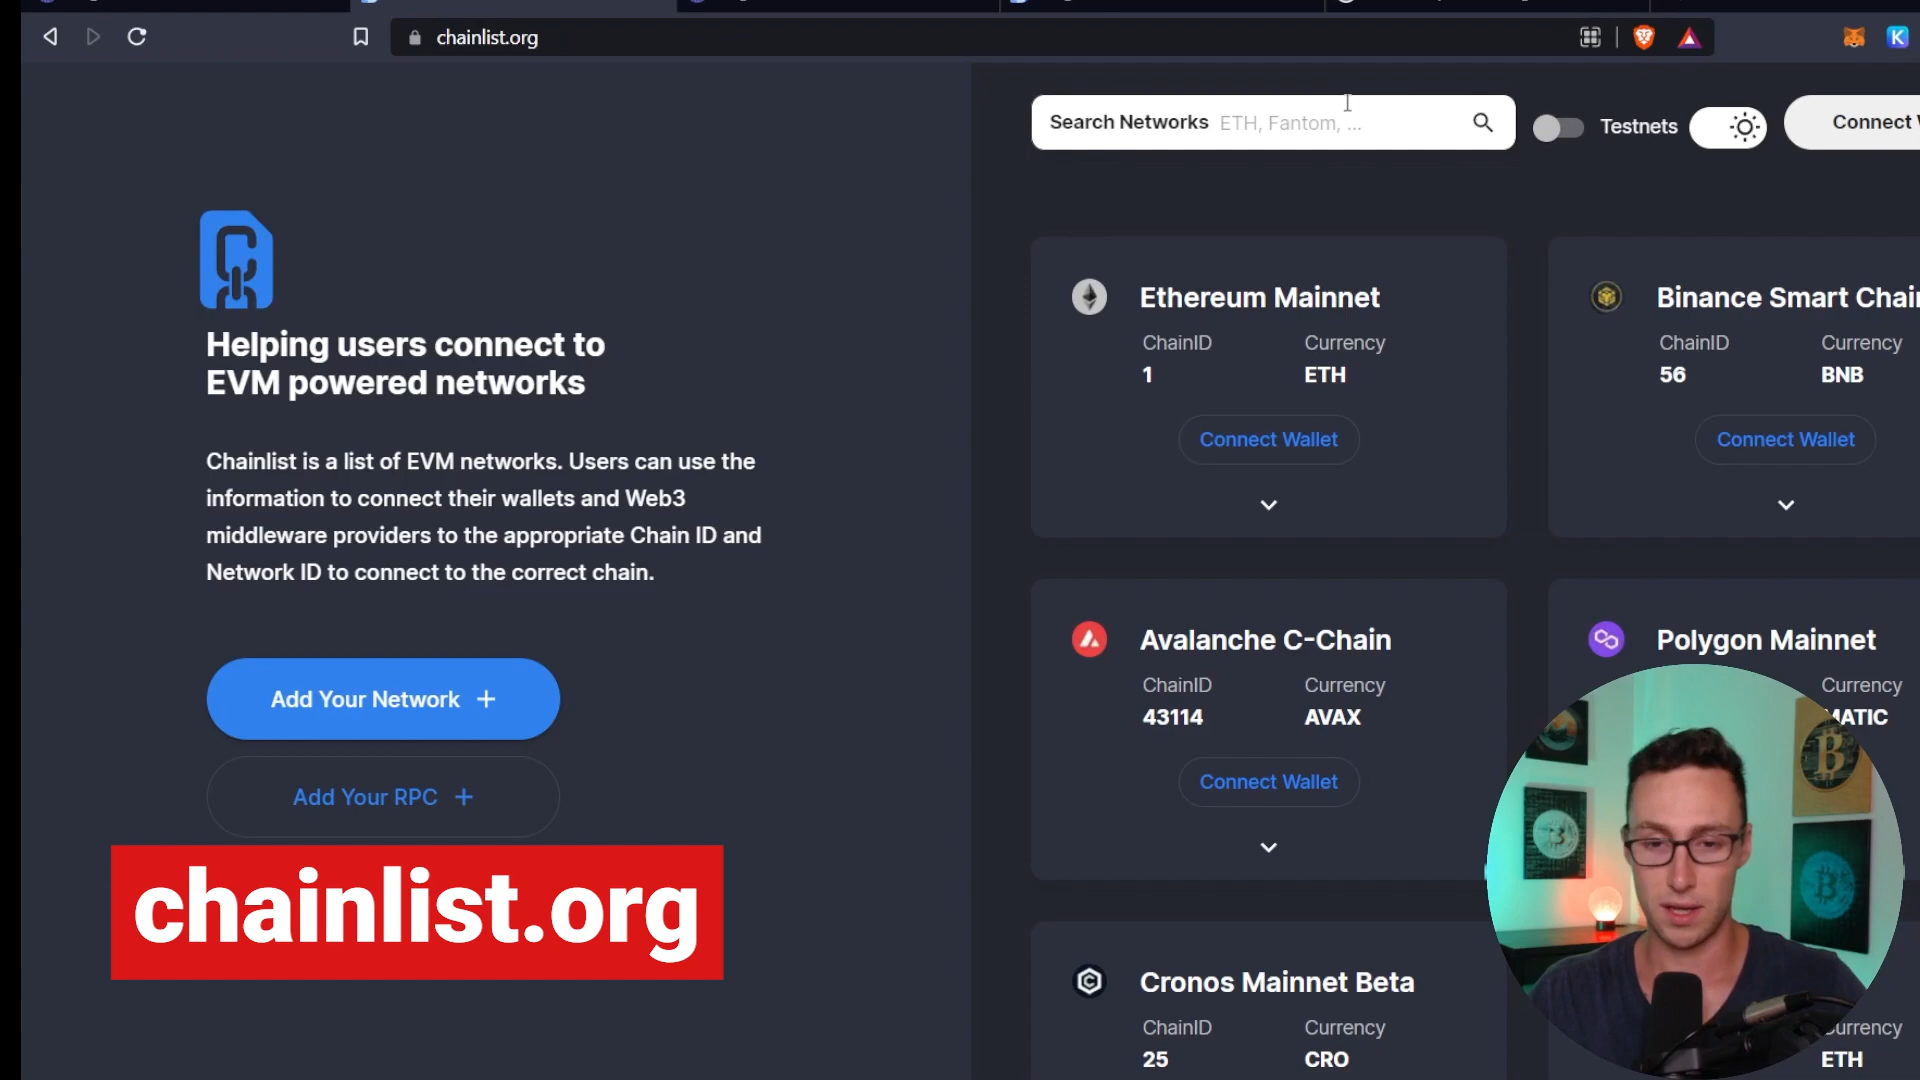 chainlist.org
Search Networks ETH, Fantom, ...
Testnets
Connect
Helping users connect to
EVM powered networks
Chainlist is a list of EVM networks. Users can use the
information to connect their wallets and Web3
middleware providers to the appropriate Chain ID and
Network ID to connect to the correct chain.
Add Your Network +
Add Your RPC +
chainlist.org
Ethereum Mainnet
ChainID Currency
1 ETH
Connect Wallet
Binance Smart Chain
ChainID Currency
56 BNB
Connect Wallet
Avalanche C-Chain
ChainID Currency
43114 AVAX
Connect Wallet
Polygon Mainnet
Currency
MATIC
Cronos Mainnet Beta
ChainID Currency
25 CRO
Currency
ETH